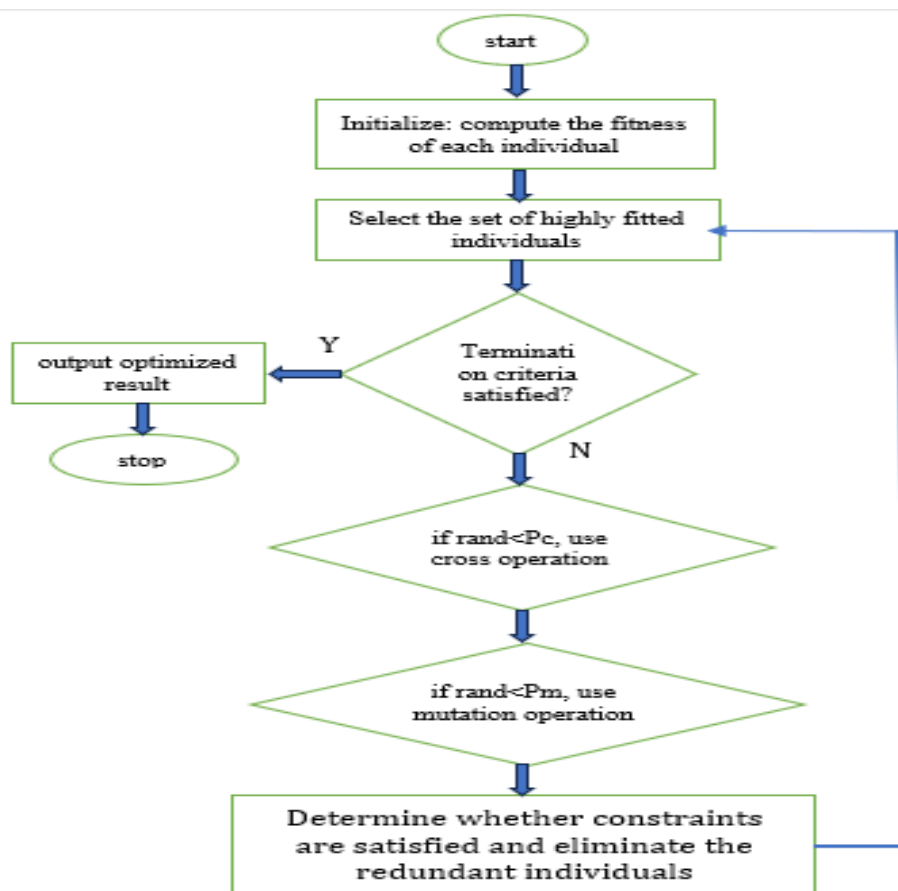 start
Initialize: compute the fitness
of each individual
Select the set of highly fitted
individuals
Y
output optimized
result
Terminati
on criteria
satisfied?
stop
N
if rand<Pc, use
cross operation
if rand<Pm, use
mutation operation
Determine whether constraints
are satisfied and eliminate the
redundant individuals